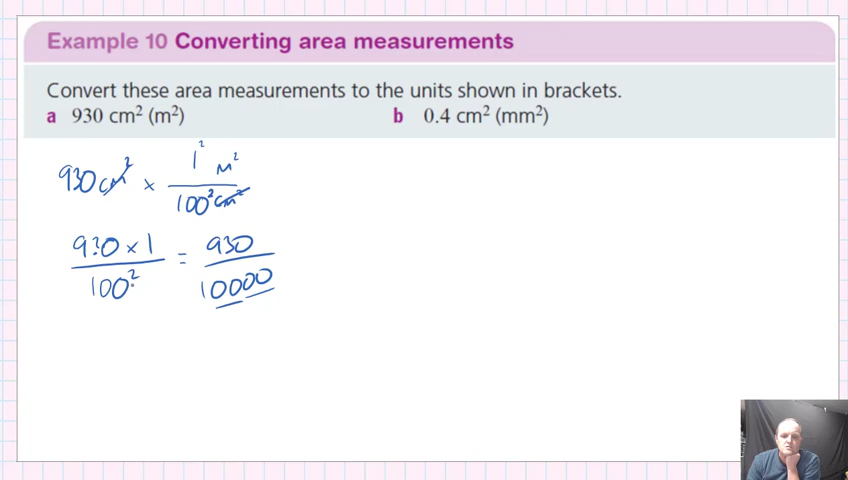 Example 10 Converting area measurements
Convert these area measurements to the units shown in brackets.
a 930 cm² (m²) b 0.4 cm² (mm²)
930 cm² × 1² m² / 100² cm²
930 × 1 / 100² = 930 / 10000